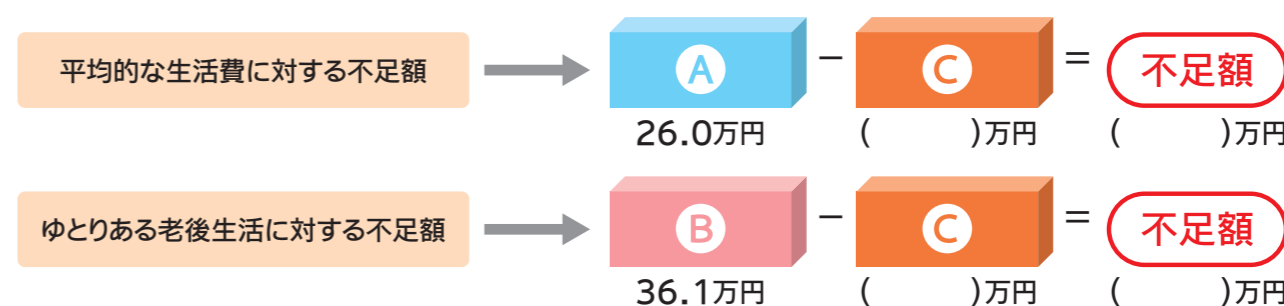 平均的な生活費に対する不足額 A − C = 不足額
26.0万円 ( )万円 ( )万円
ゆとりある老後生活に対する不足額 B − C = 不足額
36.1万円 ( )万円 ( )万円